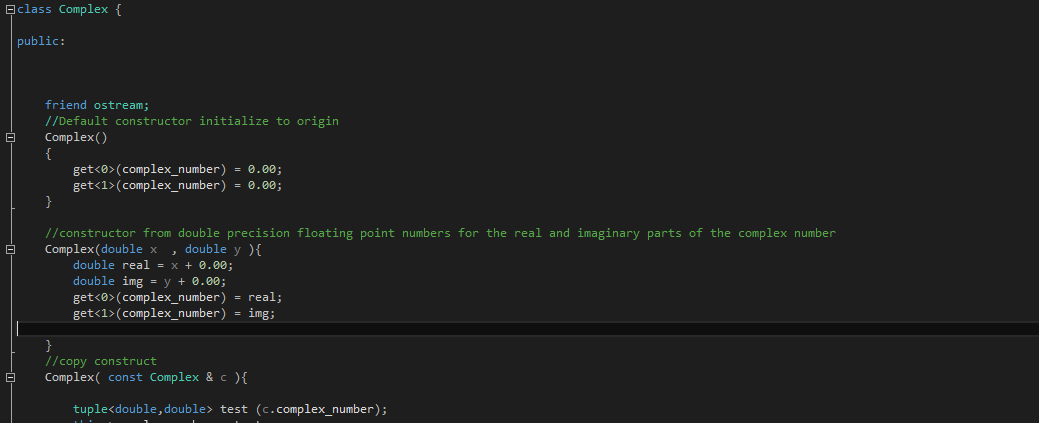 class Complex {
public:
friend ostream;
//Default constructor initialize to origin
Complex()
{
get<0>(complex_number) = 0.00;
get<1>(complex_number) = 0.00;
}
//constructor from double precision floating point numbers for the real and imaginary parts of the complex number
Complex(double x  , double y ){
double real = x + 0.00;
double img = y + 0.00;
get<0>(complex_number) = real;
get<1>(complex_number) = img;
}
//copy construct
Complex( const Complex & c ){
tuple<double,double> test (c.complex_number);